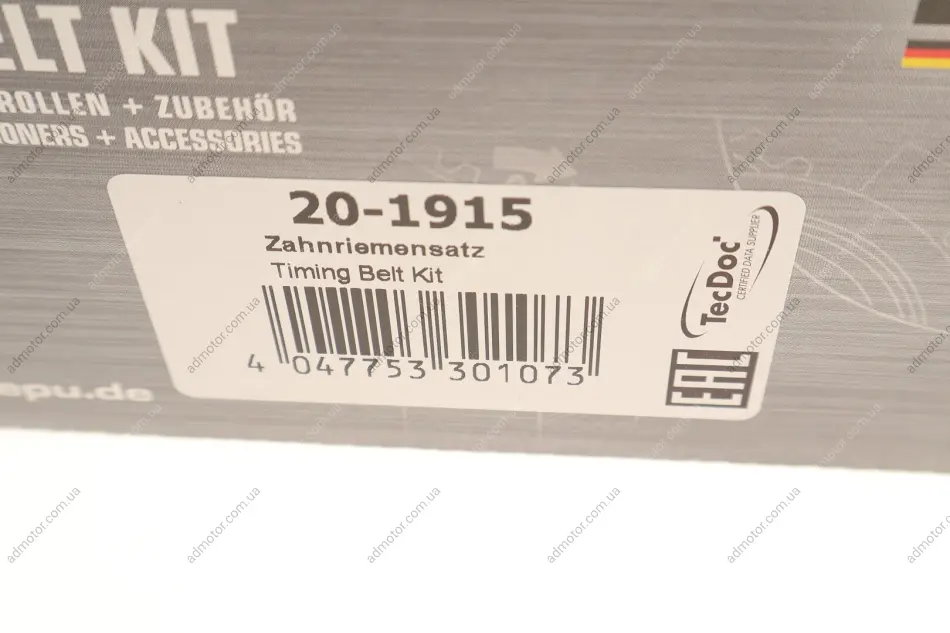 ELT KIT
ROLLEN + ZUBEHÖR
IONERS + ACCESSORIES
20-1915
Zahnriemensatz
Timing Belt Kit
4 047753 301073
TecDoc
CERTIFIED DATA SUPPLIER
EAC
epu.de
admotor.com.ua